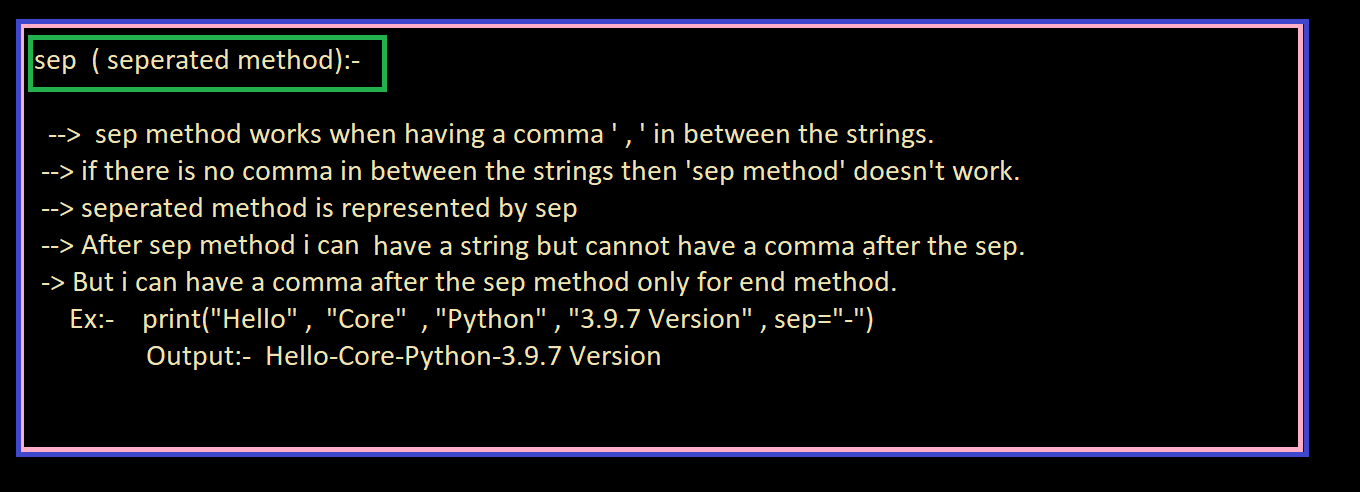 sep  ( seperated method):-
-->  sep method works when having a comma ' , ' in between the strings.
--> if there is no comma in between the strings then 'sep method' doesn't work.
--> seperated method is represented by sep
--> After sep method i can  have a string but cannot have a comma after the sep.
-> But i can have a comma after the sep method only for end method.
Ex:-    print("Hello" ,  "Core"  , "Python" , "3.9.7 Version" , sep="-")
Output:-  Hello-Core-Python-3.9.7 Version